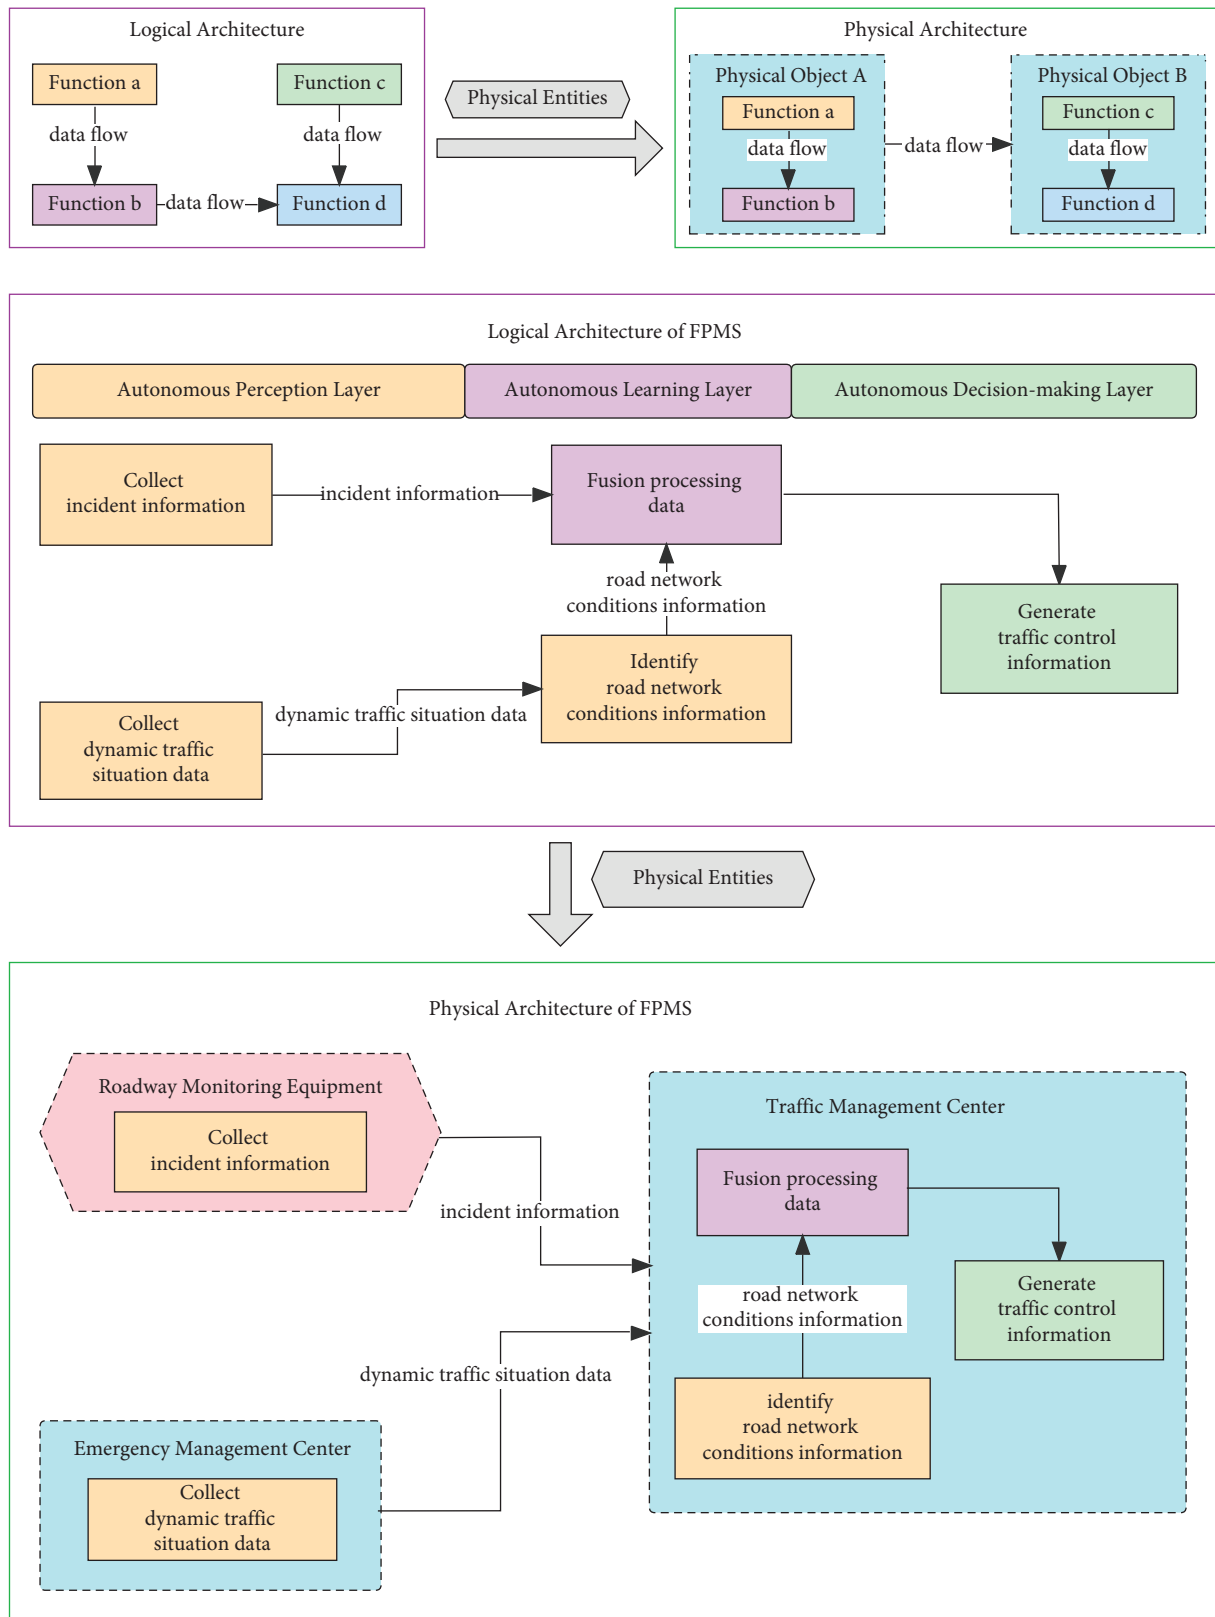 Logical Architecture
Function a
Function c
data flow
data flow
Function b
data flow
Function d
Physical Entities
Physical Architecture
Physical Object A
Function a
data flow
Function b
data flow
Physical Object B
Function c
data flow
Function d
Logical Architecture of FPMS
Autonomous Perception Layer
Autonomous Learning Layer
Autonomous Decision-making Layer
Collect
incident information
incident information
Fusion processing
data
road network
conditions information
Generate
traffic control
information
Identify
road network
conditions information
dynamic traffic situation data
Collect
dynamic traffic
situation data
Physical Entities
Physical Architecture of FPMS
Roadway Monitoring Equipment
Collect
incident information
incident information
Traffic Management Center
Fusion processing
data
road network
conditions information
Generate
traffic control
information
dynamic traffic situation data
identify
road network
conditions information
Emergency Management Center
Collect
dynamic traffic
situation data